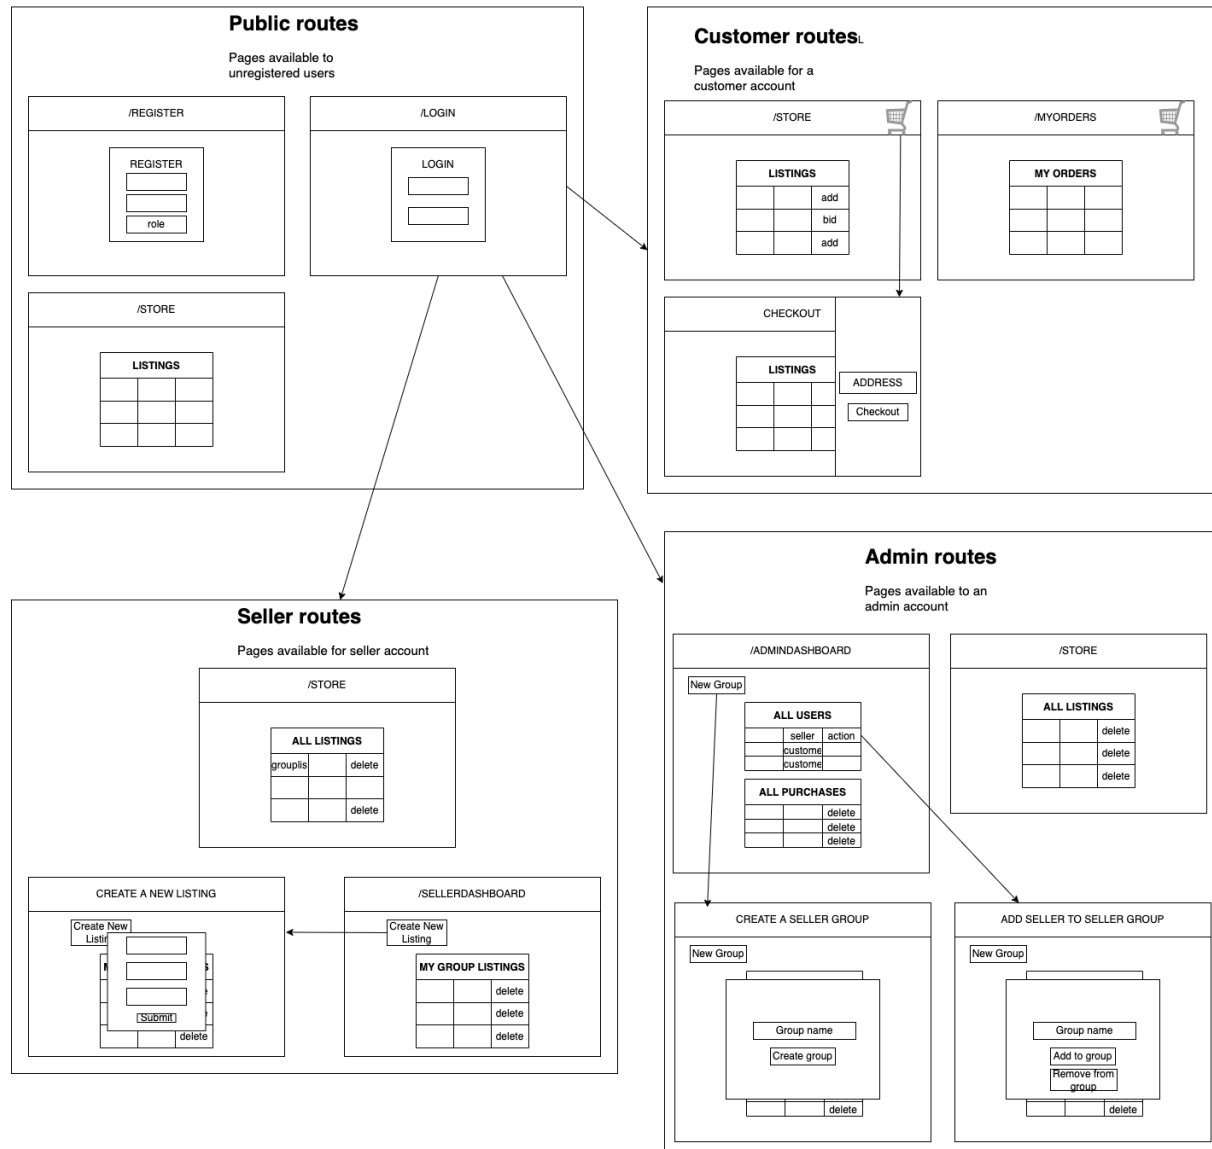 Public routes
Pages available to
unregistered users
/REGISTER
REGISTER
role
/LOGIN
LOGIN
/STORE
LISTINGS
Customer routesL
Pages available for a
customer account
/STORE
LISTINGS
add
bid
add
/MYORDERS
MY ORDERS
CHECKOUT
LISTINGS
ADDRESS
Checkout
Seller routes
Pages available for seller account
/STORE
ALL LISTINGS
grouplis delete
delete
CREATE A NEW LISTING
Create New
Listin
M S
Submit
delete
/SELLERDASHBOARD
Create New
Listing
MY GROUP LISTINGS
delete
delete
delete
Admin routes
Pages available to an
admin account
/ADMINDASHBOARD
New Group
ALL USERS
seller action
custome
custome
ALL PURCHASES
delete
delete
delete
/STORE
ALL LISTINGS
delete
delete
delete
CREATE A SELLER GROUP
New Group
Group name
Create group
delete
ADD SELLER TO SELLER GROUP
New Group
Group name
Add to group
Remove from
group
delete